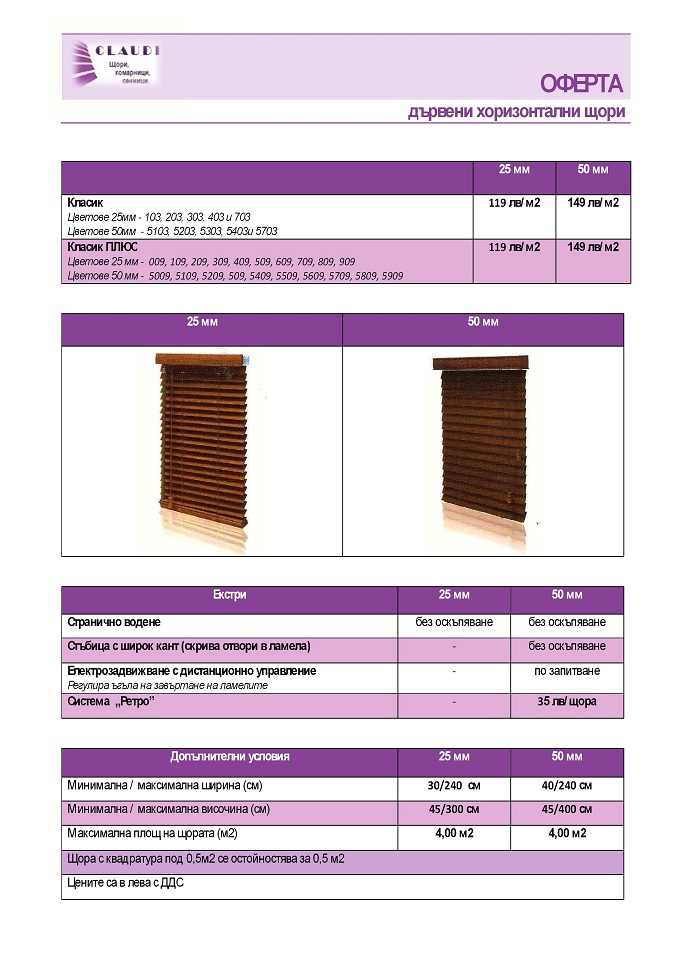 CLAUDI
Щори,
комарници,
сенници.
ОФЕРТА
дървени хоризонтални щори
25 мм 50 мм
Класик 119 лв/ м2 149 лв/ м2
Цветове 25мм - 103, 203, 303, 403 и 703
Цветове 50мм - 5103, 5203, 5303, 5403и 5703
Класик ПЛЮС 119 лв/ м2 149 лв/ м2
Цветове 25 мм - 009, 109, 209, 309, 409, 509, 609, 709, 809, 909
Цветове 50 мм - 5009, 5109, 5209, 509, 5409, 5509, 5609, 5709, 5809, 5909
25 мм 50 мм
Екстри 25 мм 50 мм
Странично водене без оскъпяване без оскъпяване
Стъбица с широк кант (скрива отвори в ламела) - без оскъпяване
Електрозадвижване с дистанционно управление - по запитване
Регулира ъгъла на завъртане на ламелите
Система „Ретро” - 35 лв/ щора
Допълнителни условия 25 мм 50 мм
Минимална / максимална ширина (см) 30/240 см 40/240 см
Минимална / максимална височина (см) 45/300 см 45/400 см
Максимална площ на щората (м2) 4,00 м2 4,00 м2
Щора с квадратура под 0,5м2 се остойностява за 0,5 м2
Цените са в лева с ДДС